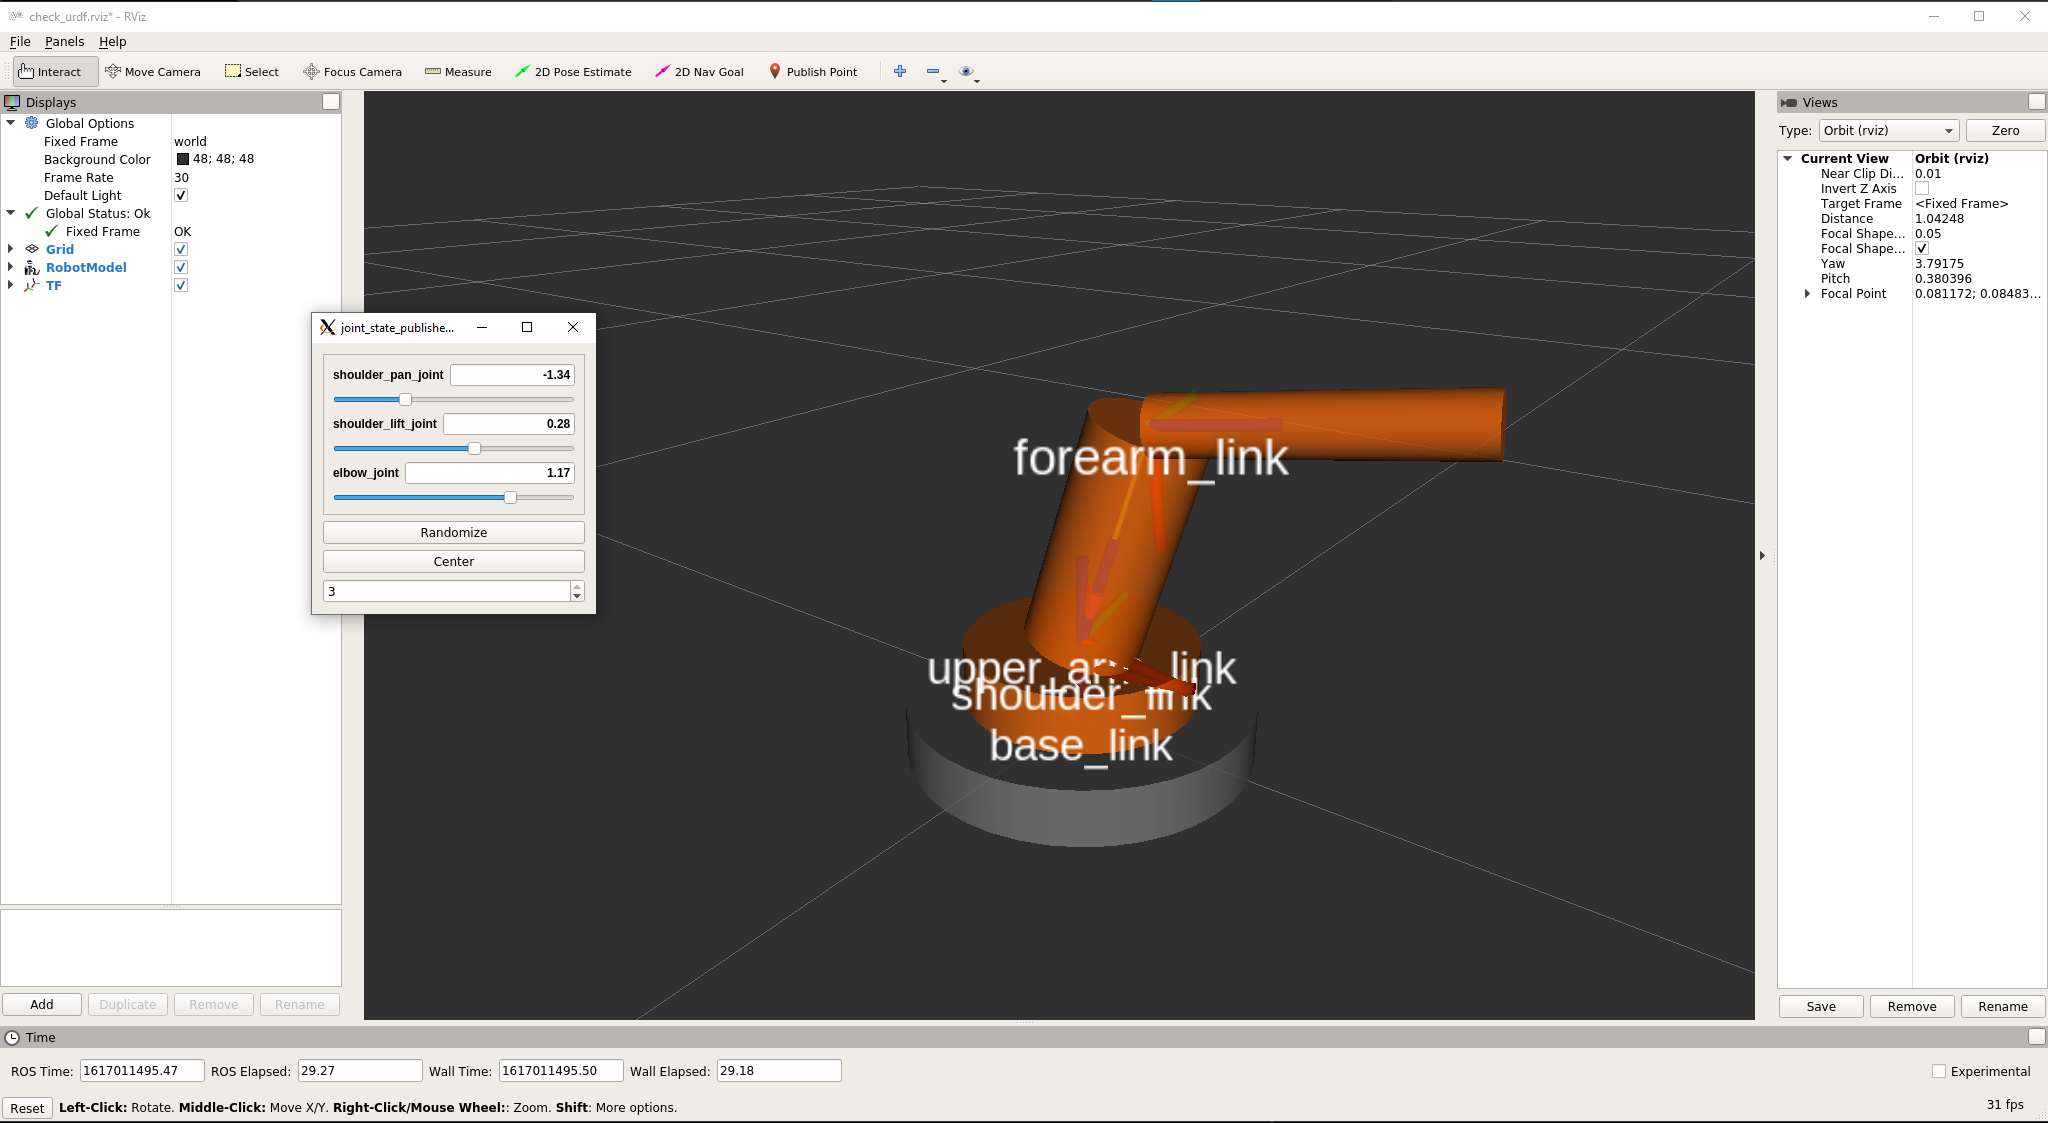 check_urdf.rviz* - RViz
File Panels Help
Interact Move Camera Select Focus Camera Measure 2D Pose Estimate 2D Nav Goal Publish Point
Displays
Global Options
Fixed Frame world
Background Color 48; 48; 48
Frame Rate 30
Default Light
Global Status: Ok
Fixed Frame OK
Grid
RobotModel
TF
Add Duplicate Remove Rename
joint_state_publishe...
shoulder_pan_joint -1.34
shoulder_lift_joint 0.28
elbow_joint 1.17
Randomize
Center
3
forearm_link
upper_ar link
shoulder_link
base_link
Views
Type: Orbit (rviz) Zero
Current View Orbit (rviz)
Near Clip Di... 0.01
Invert Z Axis
Target Frame <Fixed Frame>
Distance 1.04248
Focal Shape... 0.05
Focal Shape...
Yaw 3.79175
Pitch 0.380396
Focal Point 0.081172; 0.08483...
Save Remove Rename
Time
ROS Time: 1617011495.47 ROS Elapsed: 29.27 Wall Time: 1617011495.50 Wall Elapsed: 29.18 Experimental
Reset Left-Click: Rotate. Middle-Click: Move X/Y. Right-Click/Mouse Wheel:: Zoom. Shift: More options. 31 fps